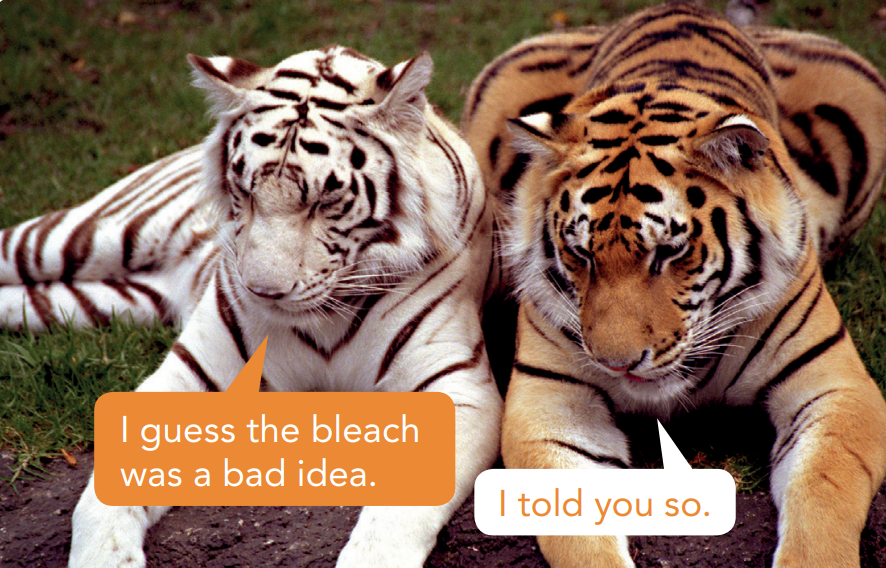 I guess the bleach
was a bad idea.
I told you so.